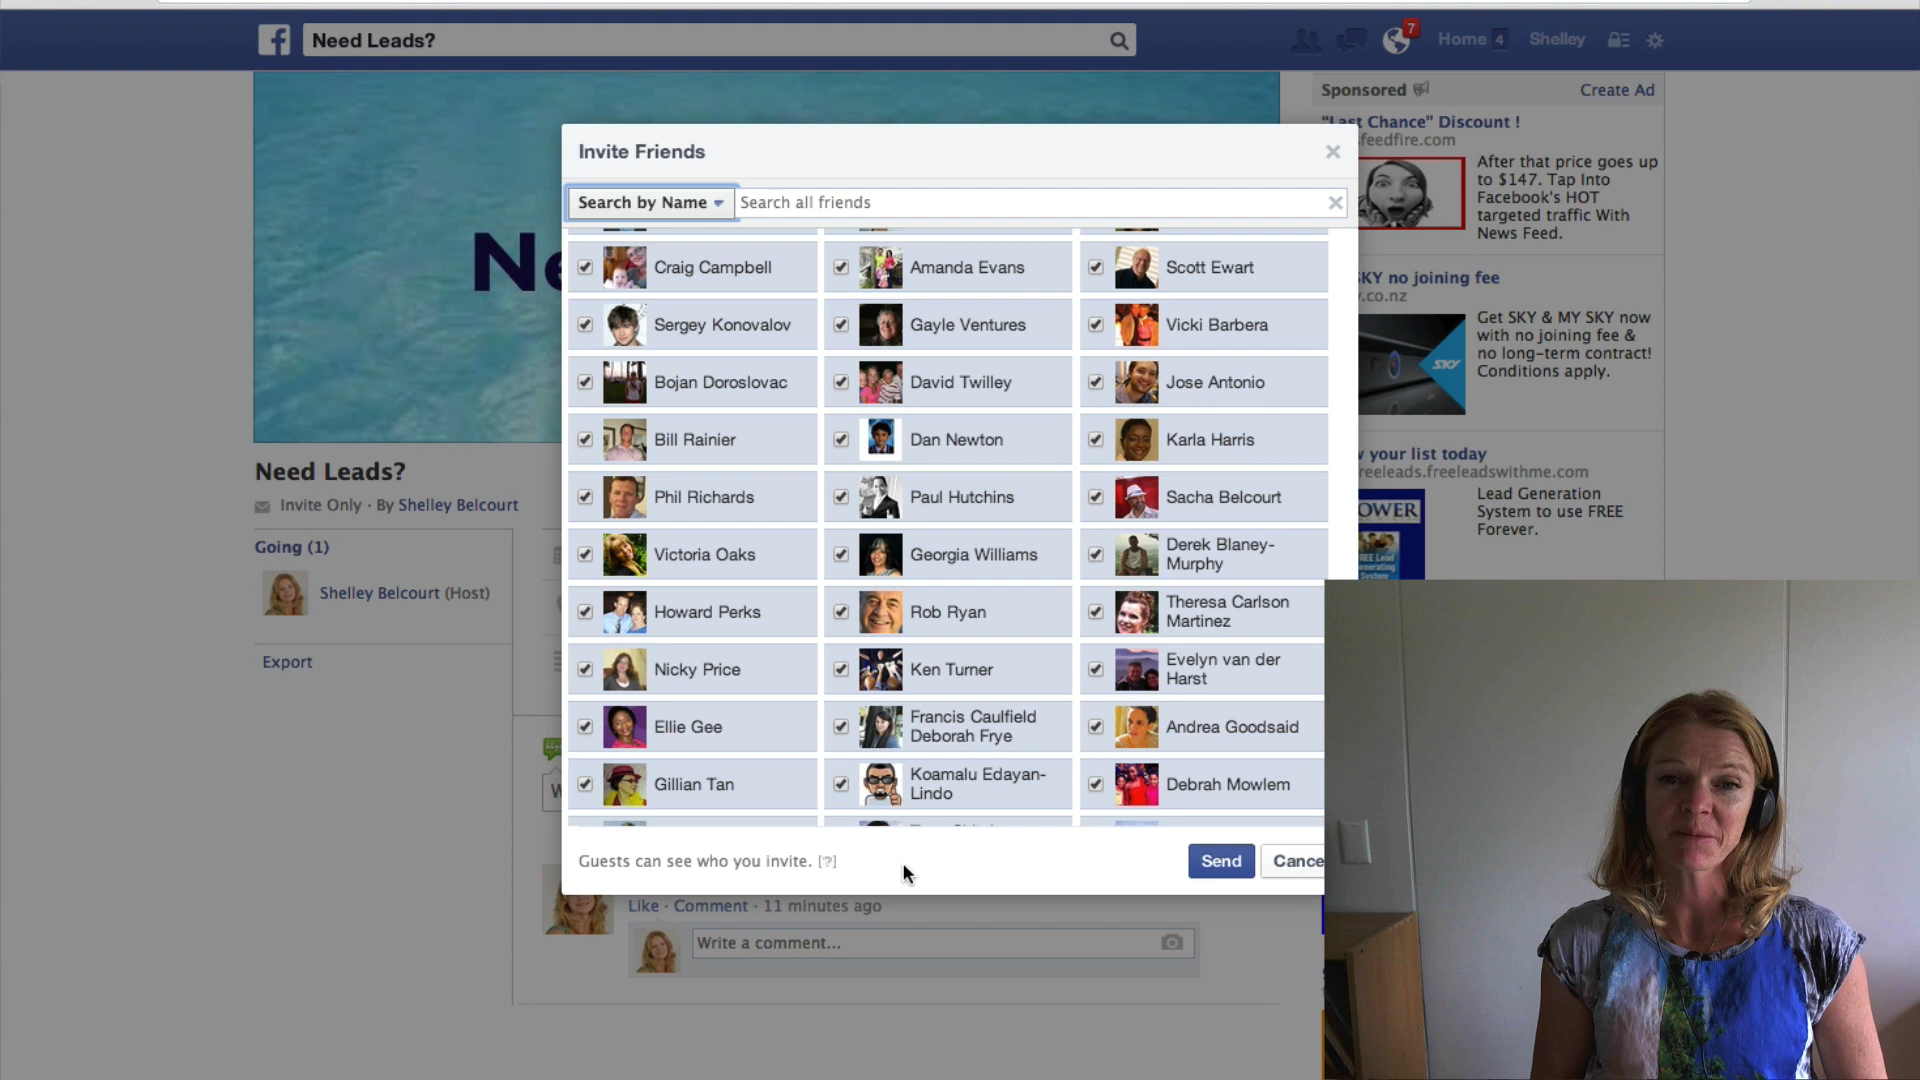 Need Leads?
7
Home 4
Shelley
Sponsored
Create Ad
Chance" Discount !
sfeedfire.com
After that price goes up
to $147. Tap Into
Facebook's HOT
targeted traffic With
News Feed.
SKY no joining fee
.co.nz
Get SKY & MY SKY now
with no joining fee &
no long-term contract!
Conditions apply.
sky
your list today
freeleads.freeleadswithme.com
Lead Generation
System to use FREE
Forever.
OWER
Ne
Need Leads?
Invite Only · By Shelley Belcourt
Going (1)
Shelley Belcourt (Host)
Export
Invite Friends
Search by Name
Search all friends
Craig Campbell
Amanda Evans
Scott Ewart
Sergey Konovalov
Gayle Ventures
Vicki Barbera
Bojan Doroslovac
David Twilley
Jose Antonio
Bill Rainier
Dan Newton
Karla Harris
Phil Richards
Paul Hutchins
Sacha Belcourt
Victoria Oaks
Georgia Williams
Derek Blaney-
Murphy
Howard Perks
Rob Ryan
Theresa Carlson
Martinez
Nicky Price
Ken Turner
Evelyn van der
Harst
Ellie Gee
Francis Caulfield
Deborah Frye
Andrea Goodsaid
Gillian Tan
Koamalu Edayan-
Lindo
Debrah Mowlem
Guests can see who you invite. [?]
Send
Cance
Like · Comment · 11 minutes ago
Write a comment...